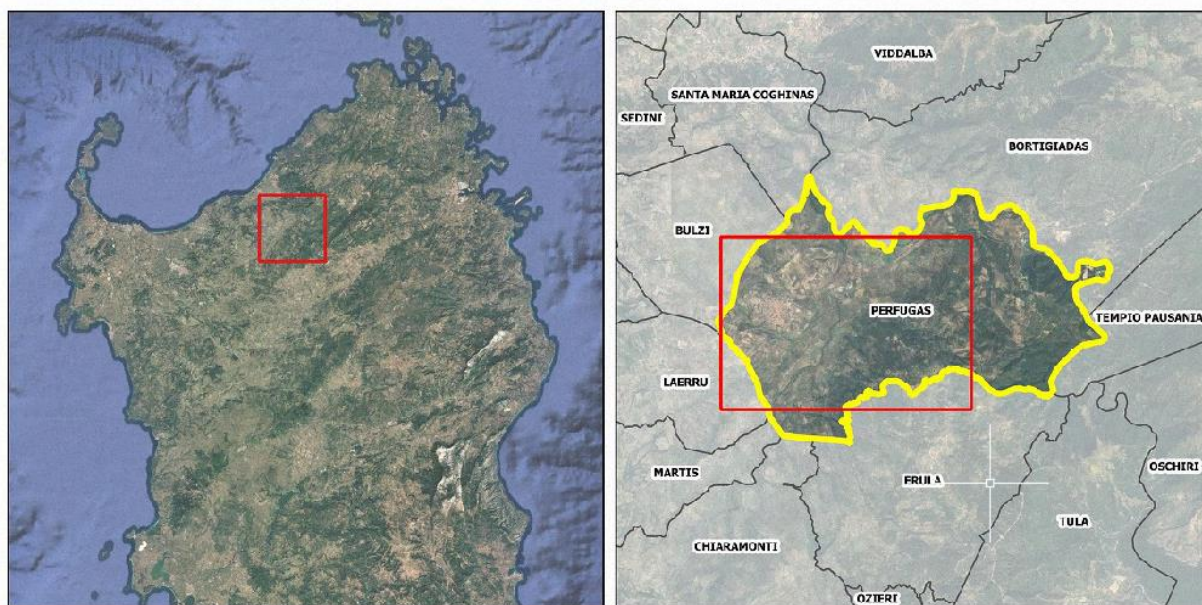 VIDDALBA
SANTA MARIA COGHINAS
SEDINI
BORTIGIADAS
BULZI
PERFUGAS
TEMPIO PAUSANIA
LAERRU
MARTIS
OSCHIRI
ERULA
TULA
CHIARAMONTI
OZIERI